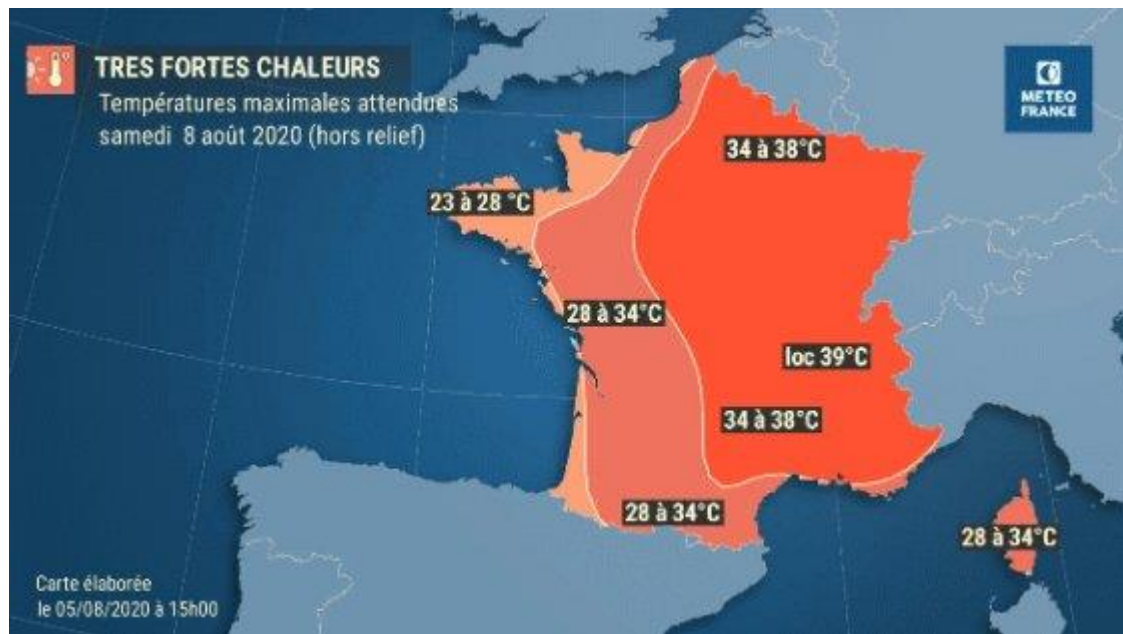 TRES FORTES CHALEURS
Températures maximales attendues
samedi 8 août 2020 (hors relief)
METEO
FRANCE
34 à 38°C
23 à 28 °C
28 à 34°C
loc 39°C
34 à 38°C
28 à 34°C
28 à 34°C
Carte élaborée
le 05/08/2020 à 15h00